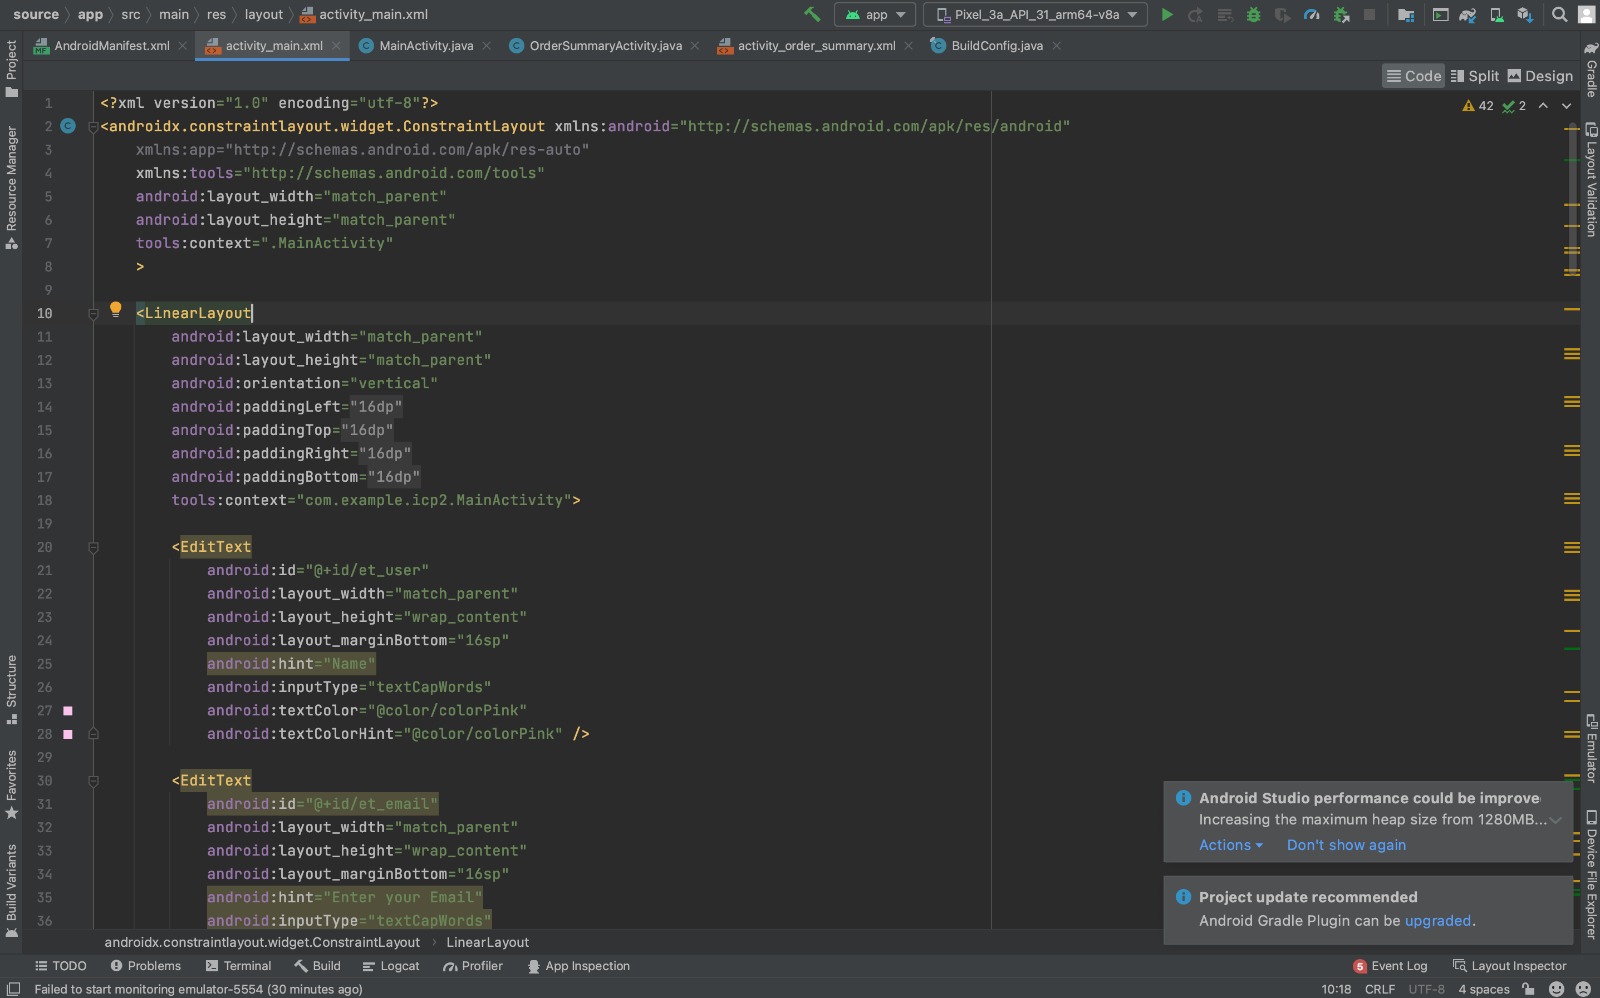 source app src main res layout activity_main.xml app Pixel_3a_API_31_arm64-v8a
AndroidManifest.xml activity_main.xml MainActivity.java OrderSummaryActivity.java activity_order_summary.xml BuildConfig.java
Code Split Design
42 2
1 <?xml version="1.0" encoding="utf-8"?>
2 <androidx.constraintlayout.widget.ConstraintLayout xmlns:android="http://schemas.android.com/apk/res/android"
3 xmlns:app="http://schemas.android.com/apk/res-auto"
4 xmlns:tools="http://schemas.android.com/tools"
5 android:layout_width="match_parent"
6 android:layout_height="match_parent"
7 tools:context=".MainActivity"
8 >
9
10 <LinearLayout
11 android:layout_width="match_parent"
12 android:layout_height="match_parent"
13 android:orientation="vertical"
14 android:paddingLeft="16dp"
15 android:paddingTop="16dp"
16 android:paddingRight="16dp"
17 android:paddingBottom="16dp"
18 tools:context="com.example.icp2.MainActivity">
19
20 <EditText
21 android:id="@+id/et_user"
22 android:layout_width="match_parent"
23 android:layout_height="wrap_content"
24 android:layout_marginBottom="16sp"
25 android:hint="Name"
26 android:inputType="textCapWords"
27 android:textColor="@color/colorPink"
28 android:textColorHint="@color/colorPink" />
29
30 <EditText
31 android:id="@+id/et_email"
32 android:layout_width="match_parent"
33 android:layout_height="wrap_content"
34 android:layout_marginBottom="16sp"
35 android:hint="Enter your Email"
36 android:inputType="textCapWords"
Project
Resource Manager
Structure
Favorites
Build Variants
Gradle
Layout Validation
Emulator
Device File Explorer
Android Studio performance could be improve
Increasing the maximum heap size from 1280MB...
Actions Don't show again
Project update recommended
Android Gradle Plugin can be upgraded.
androidx.constraintlayout.widget.ConstraintLayout LinearLayout
TODO Problems Terminal Build Logcat Profiler App Inspection 5 Event Log Layout Inspector
Failed to start monitoring emulator-5554 (30 minutes ago) 10:18 CRLF UTF-8 4 spaces